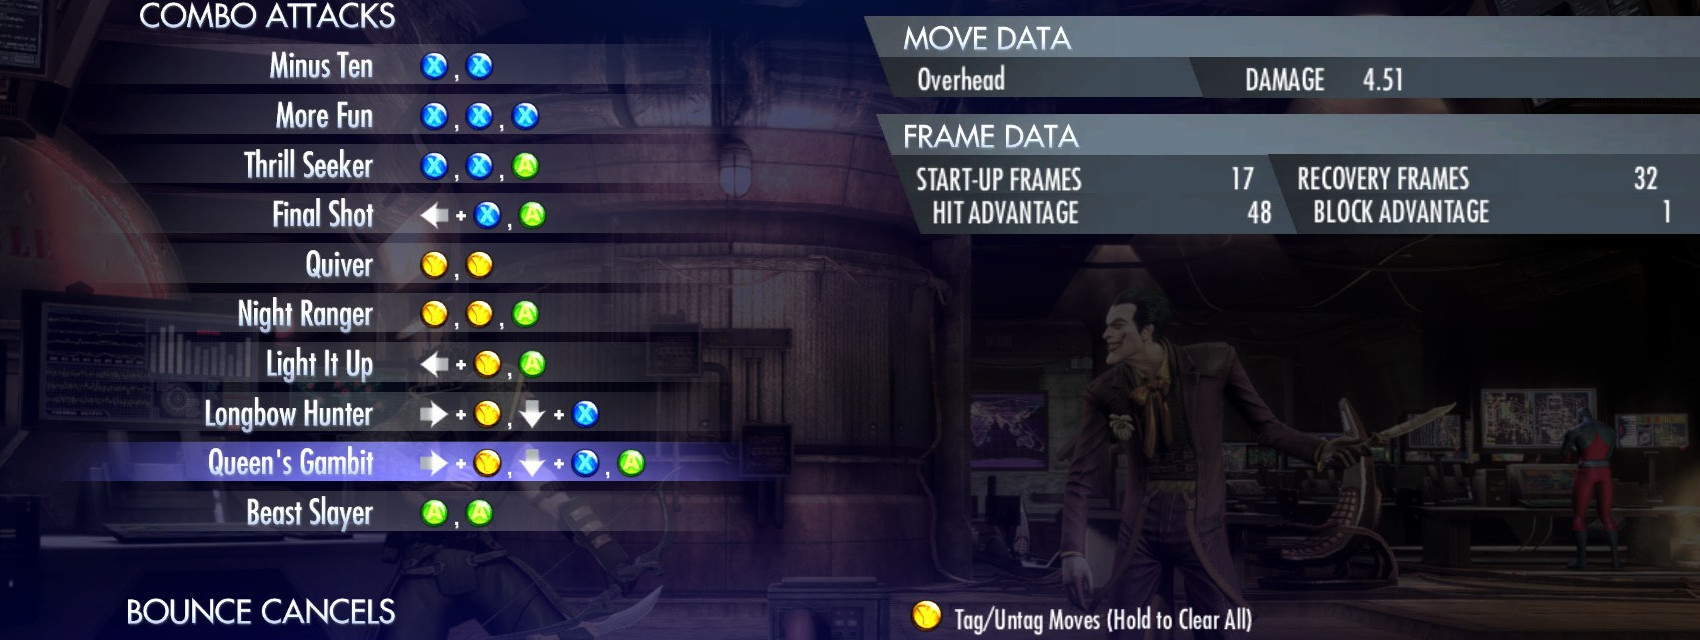 COMBO ATTACKS
Minus Ten X , X
More Fun X , X , X
Thrill Seeker X , X , A
Final Shot + X , A
Quiver Y , Y
Night Ranger Y , Y , A
Light It Up + Y , A
Longbow Hunter + Y , + X
Queen's Gambit + Y , + X , A
Beast Slayer A , A
BOUNCE CANCELS
MOVE DATA
Overhead DAMAGE 4.51
FRAME DATA
START-UP FRAMES 17 RECOVERY FRAMES 32
HIT ADVANTAGE 48 BLOCK ADVANTAGE 1
Y Tag/Untag Moves (Hold to Clear All)